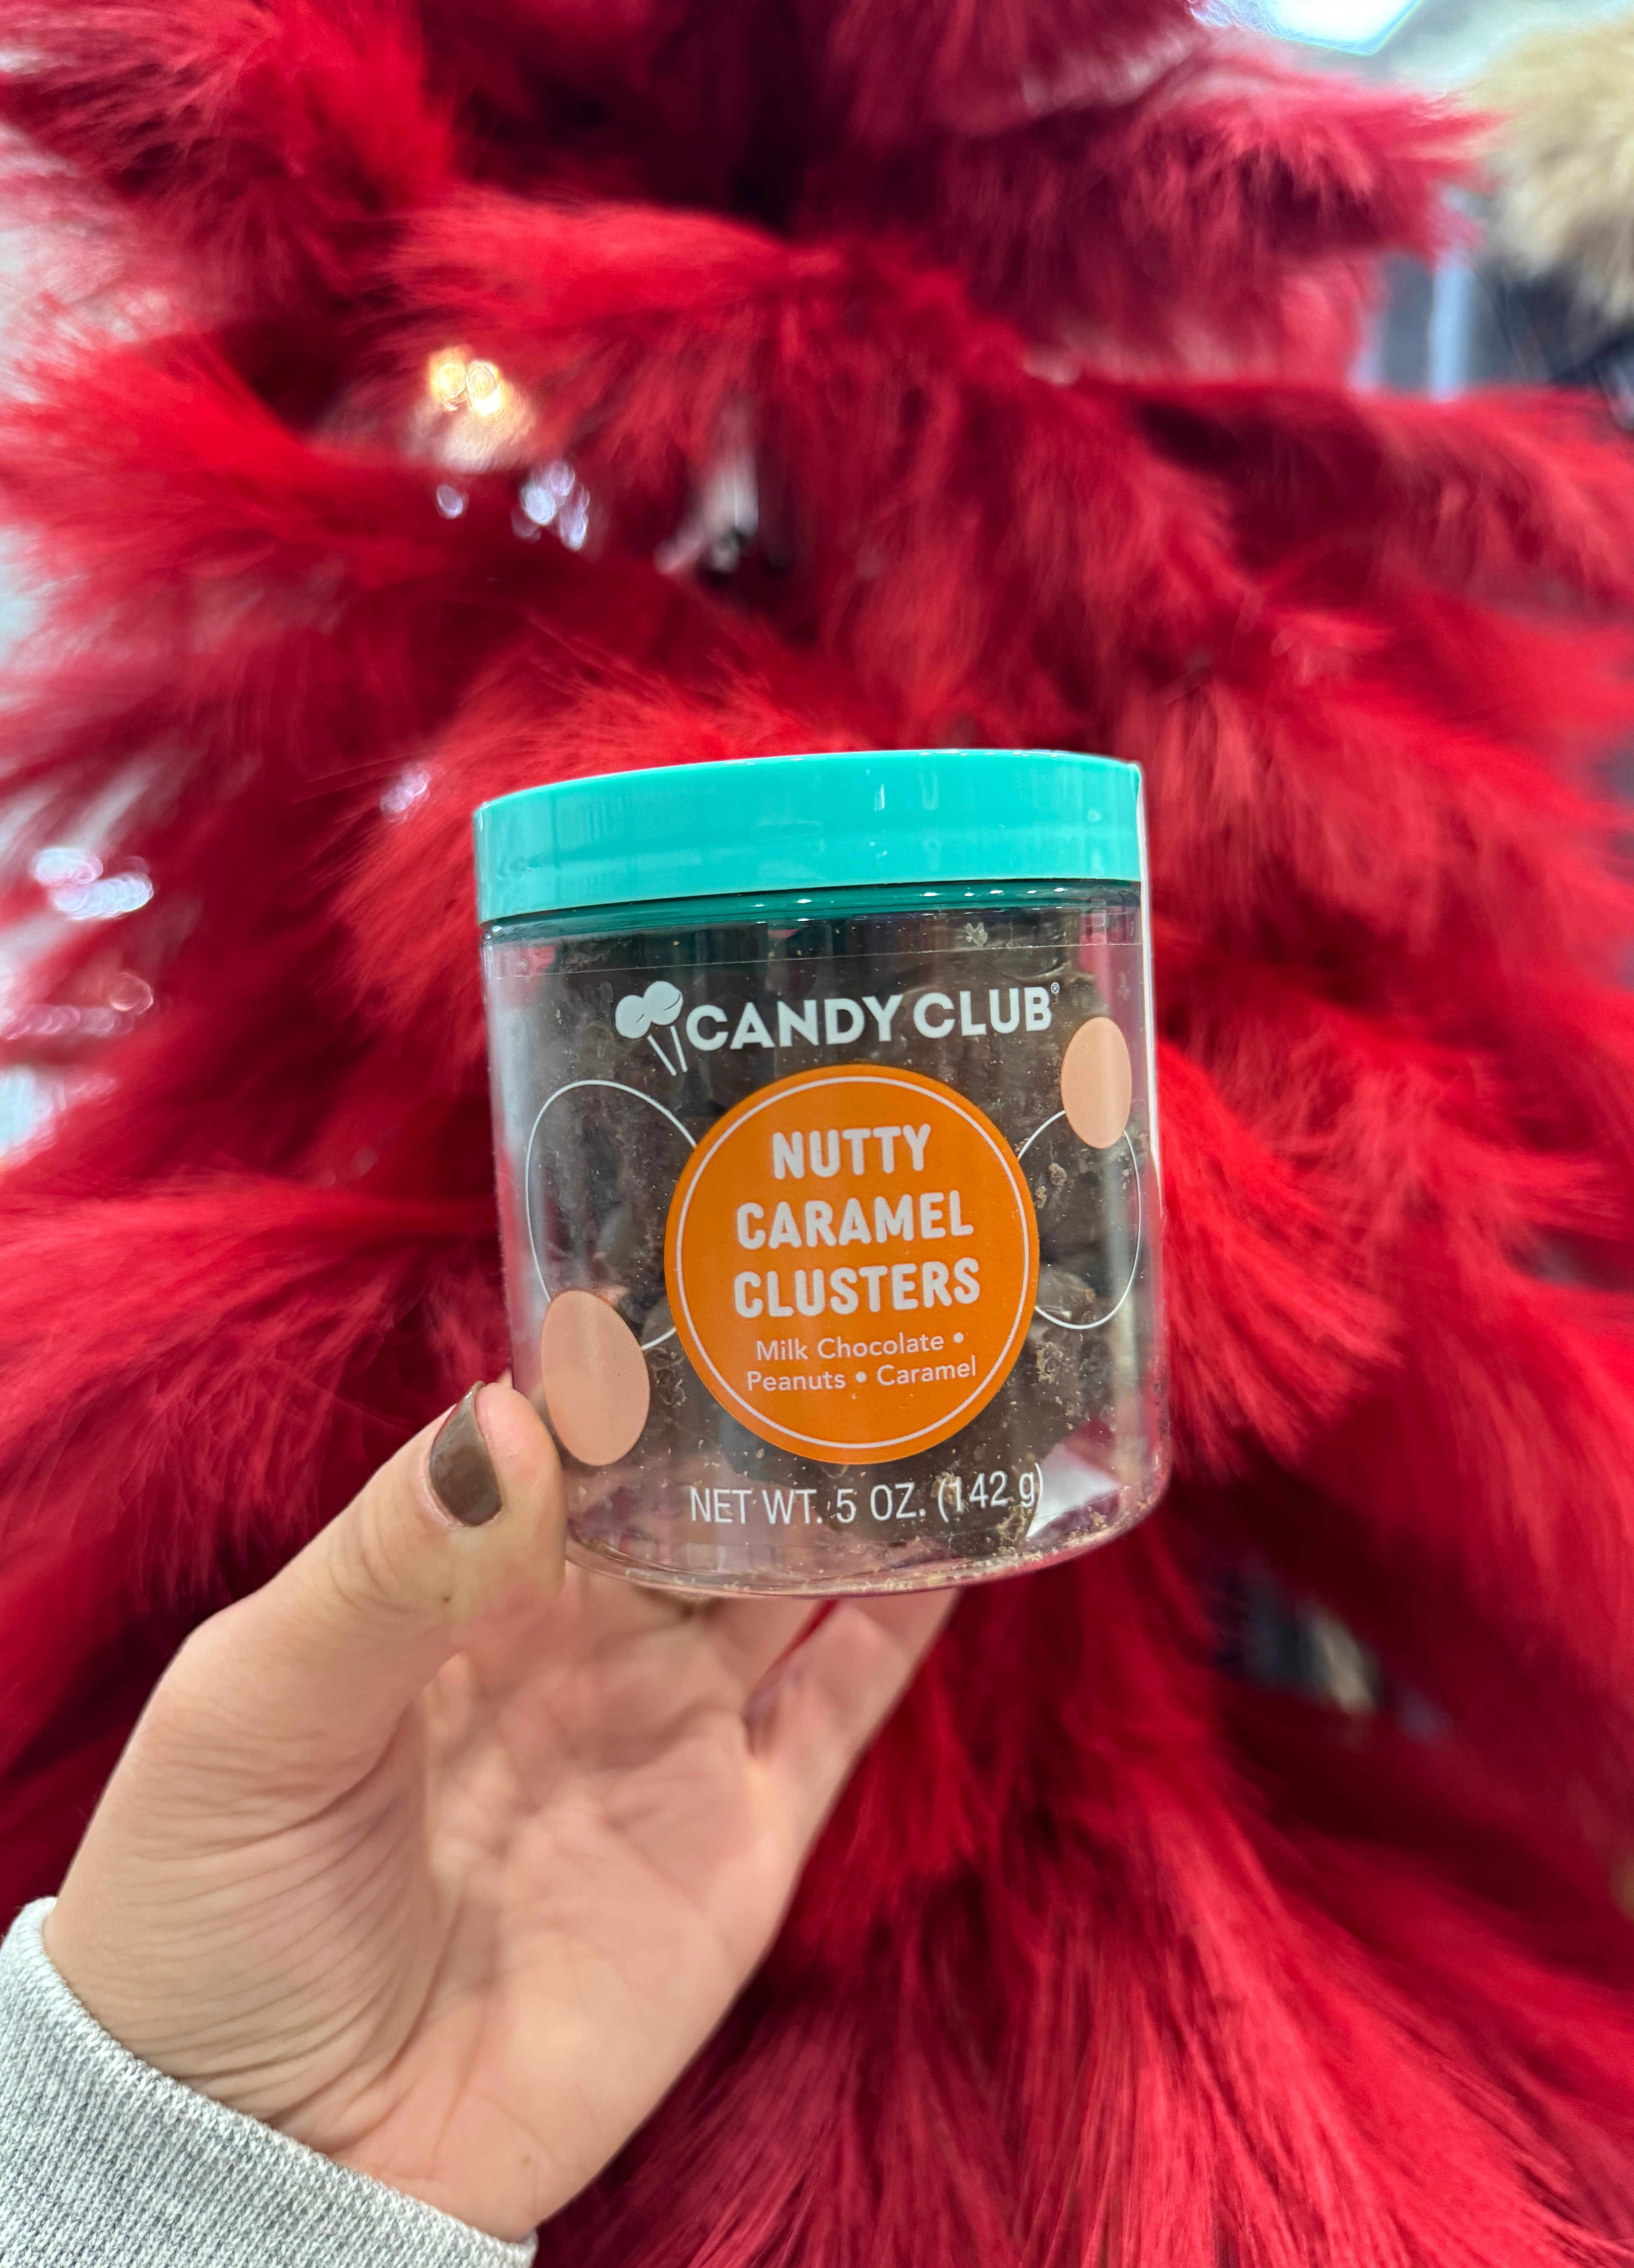 CANDY CLUB®
NUTTY
CARAMEL
CLUSTERS
Milk Chocolate •
Peanuts • Caramel
NET WT. 5 OZ. (142 g)